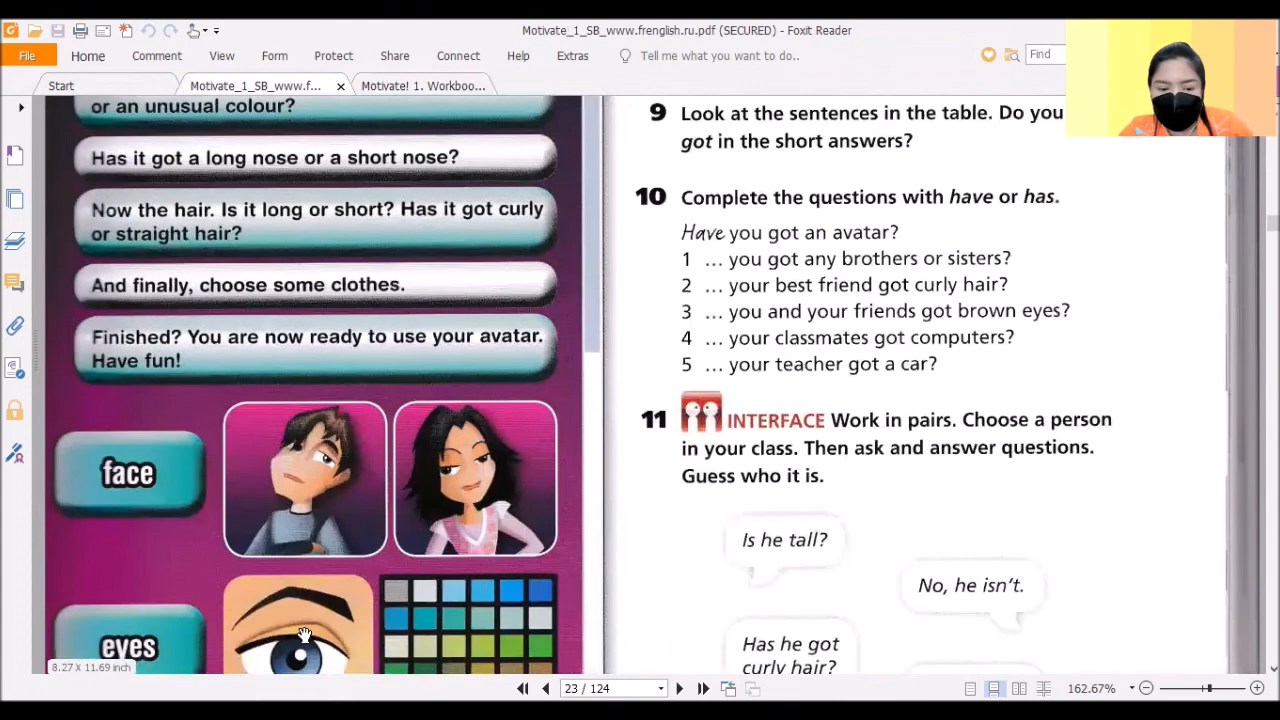 Motivate_1_SB_www.frenglish.ru.pdf (SECURED) - Foxit Reader
File Home Comment View Form Protect Share Connect Help Extras Tell me what you want to do.. Find
Start Motivate_1_SB_www.f... Motivate! 1. Workboo...
or an unusual colour?
Has it got a long nose or a short nose?
Now the hair. Is it long or short? Has it got curly
or straight hair?
And finally, choose some clothes.
Finished? You are now ready to use your avatar.
Have fun!
face
eyes
9 Look at the sentences in the table. Do you
got in the short answers?
10 Complete the questions with have or has.
Have you got an avatar?
1 ... you got any brothers or sisters?
2 ... your best friend got curly hair?
3 ... you and your friends got brown eyes?
4 ... your classmates got computers?
5 ... your teacher got a car?
11 INTERFACE Work in pairs. Choose a person
in your class. Then ask and answer questions.
Guess who it is.
Is he tall?
No, he isn't.
Has he got
curly hair?
8.27 X 11.69 inch
23 / 124
162.67%